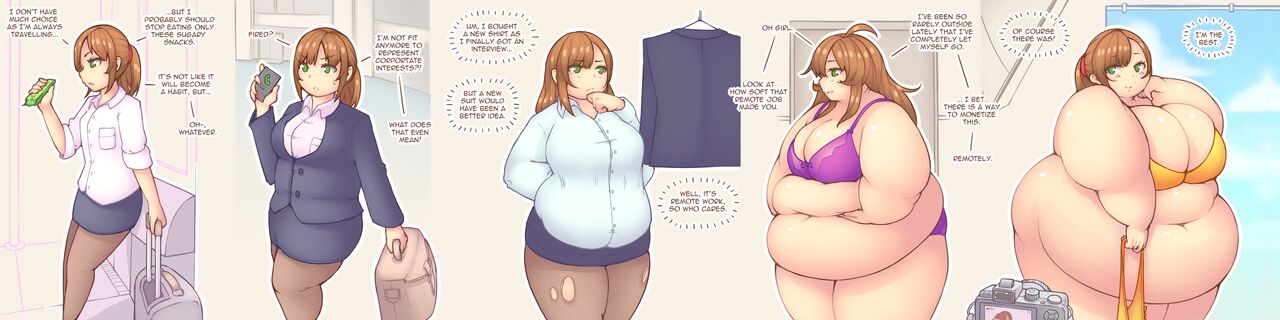 I DON'T HAVE
MUCH CHOICE
AS I'M ALWAYS
TRAVELLING...
...BUT I
PROBABLY SHOULD
STOP EATING ONLY
THESE SUGARY
SNACKS.
IT'S NOT LIKE IT
WILL BECOME
A HABIT, BUT...
OH-,
WHATEVER.
FIRED?
I'M NOT FIT
ANYMORE TO
REPRESENT
CORPORTATE
INTERESTS?!
WHAT DOES
THAT EVEN
MEAN!
UM, I BOUGHT
A NEW SHIRT AS
I FINALLY GOT AN
INTERVIEW...
BUT A NEW
SUIT WOULD
HAVE BEEN A
BETTER IDEA.
WELL, IT'S
REMOTE WORK,
SO WHO CARES.
OH GIRL.
LOOK AT
HOW SOFT THAT
REMOTE JOB
MADE YOU.
I'VE BEEN SO
RARELY OUTSIDE
LATELY THAT I'VE
COMPLETELY LET
MYSELF GO.
... I BET
THERE IS A WAY
TO MONETIZE
THIS.
REMOTELY.
OF COURSE
THERE WAS!
I'M THE
BEST.